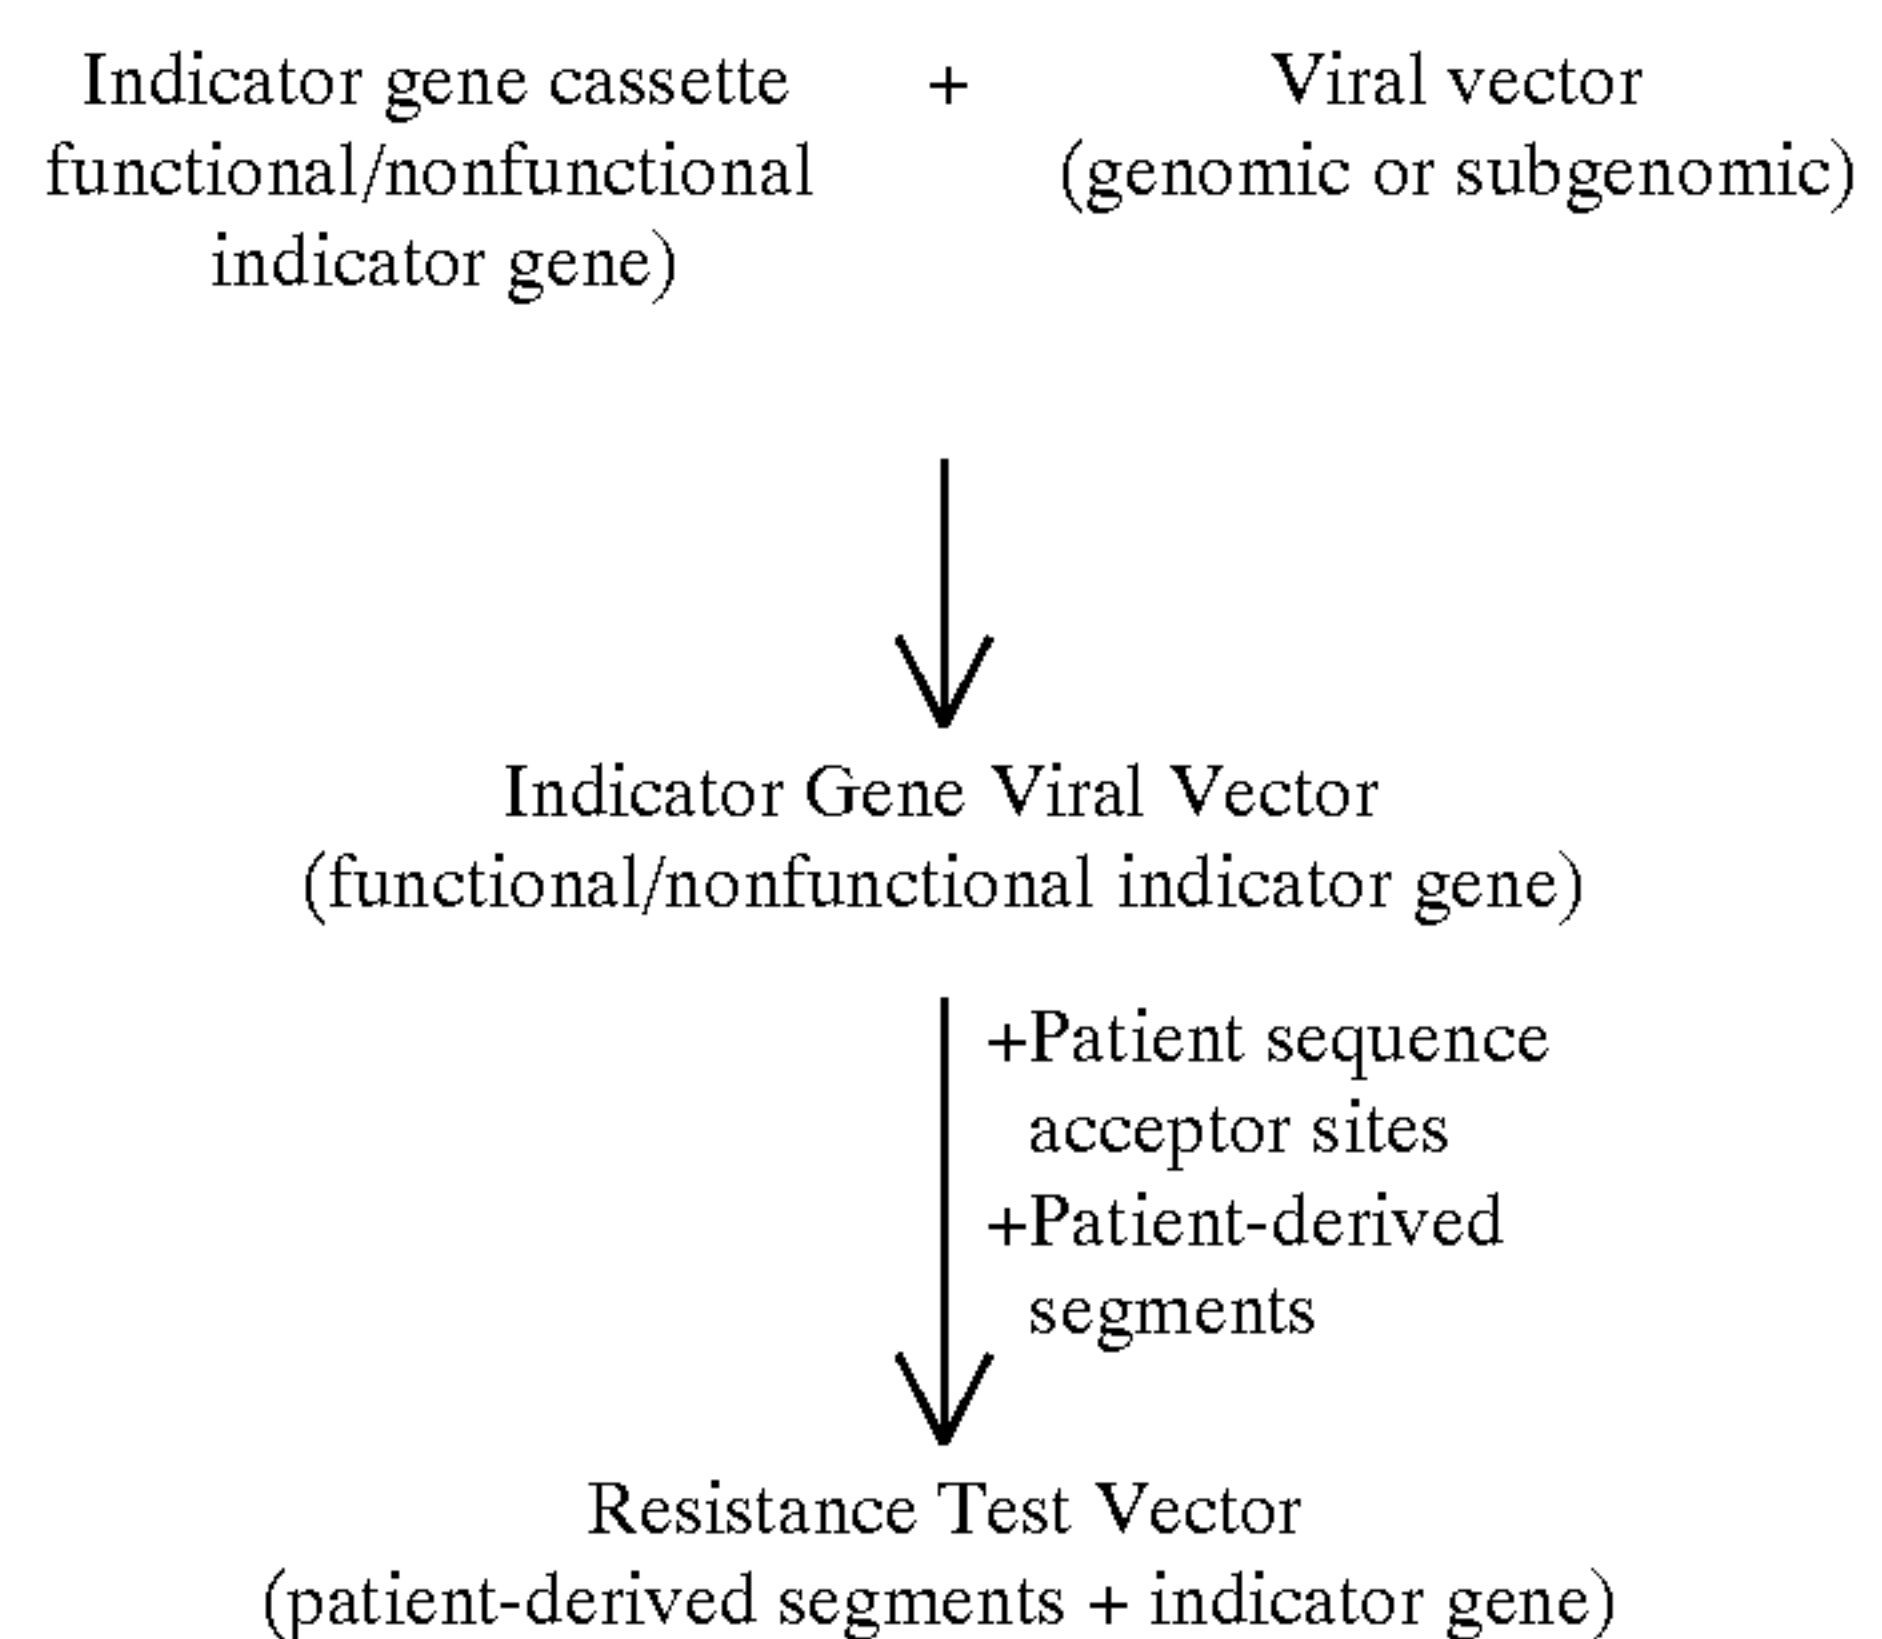 Indicator gene cassette + Viral vector
functional/nonfunctional (genomic or subgenomic)
indicator gene)
Indicator Gene Viral Vector
(functional/nonfunctional indicator gene)
+Patient sequence
acceptor sites
+Patient-derived
segments
Resistance Test Vector
(patient-derived segments + indicator gene)